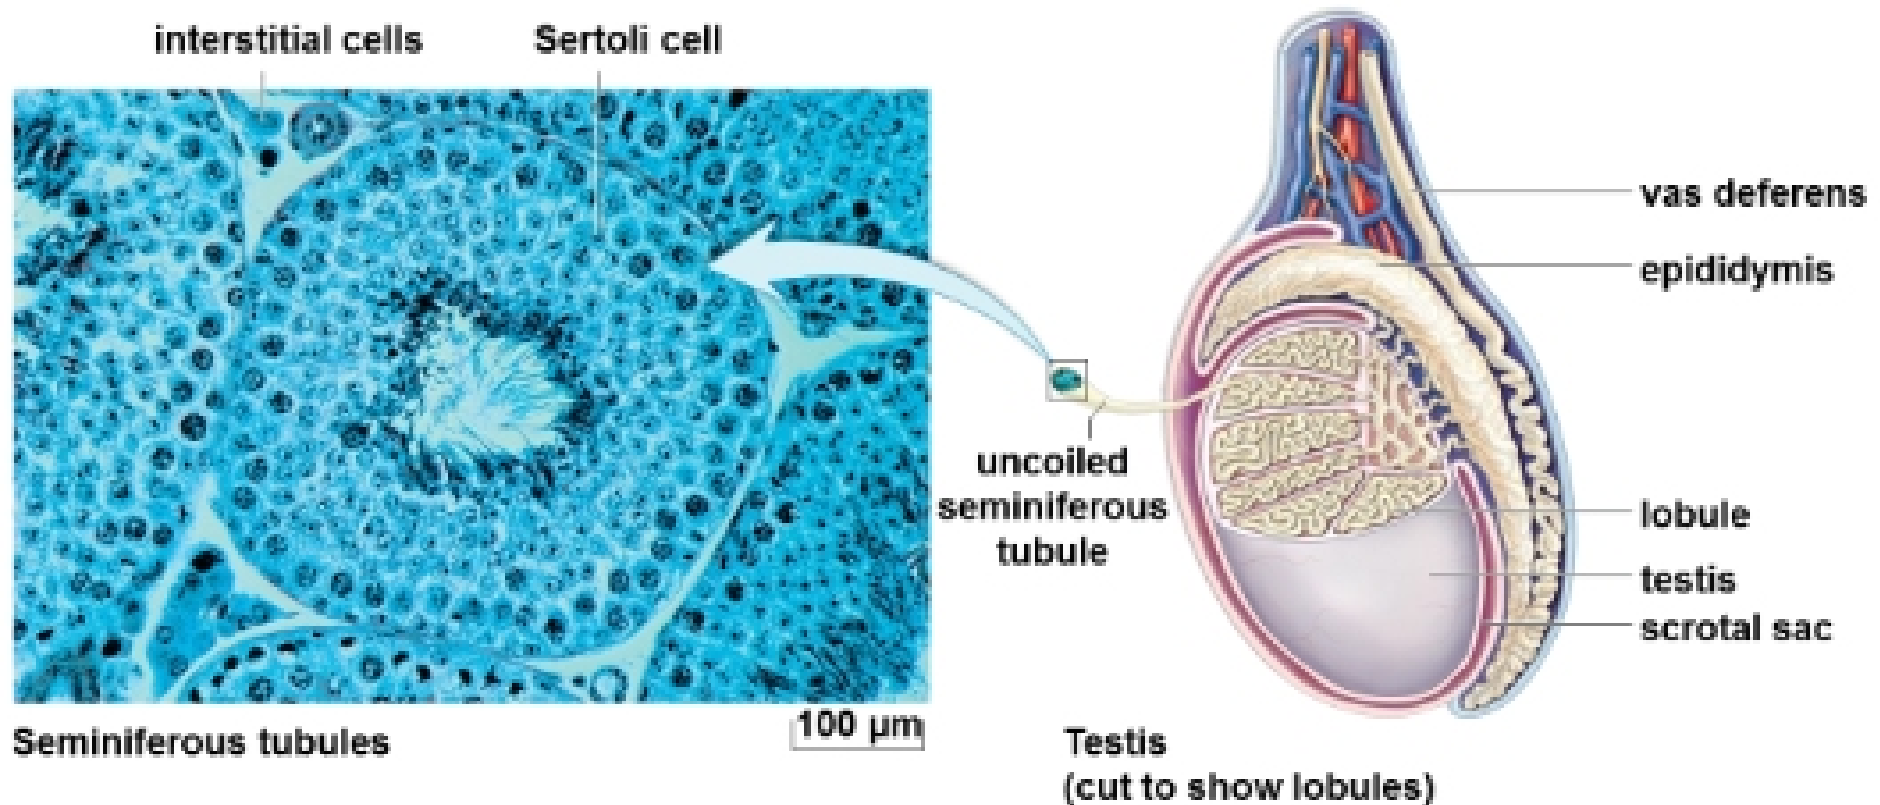 interstitial cells
Sertoli cell
vas deferens
epididymis
uncoiled
seminiferous
tubule
lobule
testis
scrotal sac
100 µm
Seminiferous tubules
Testis
(cut to show lobules)